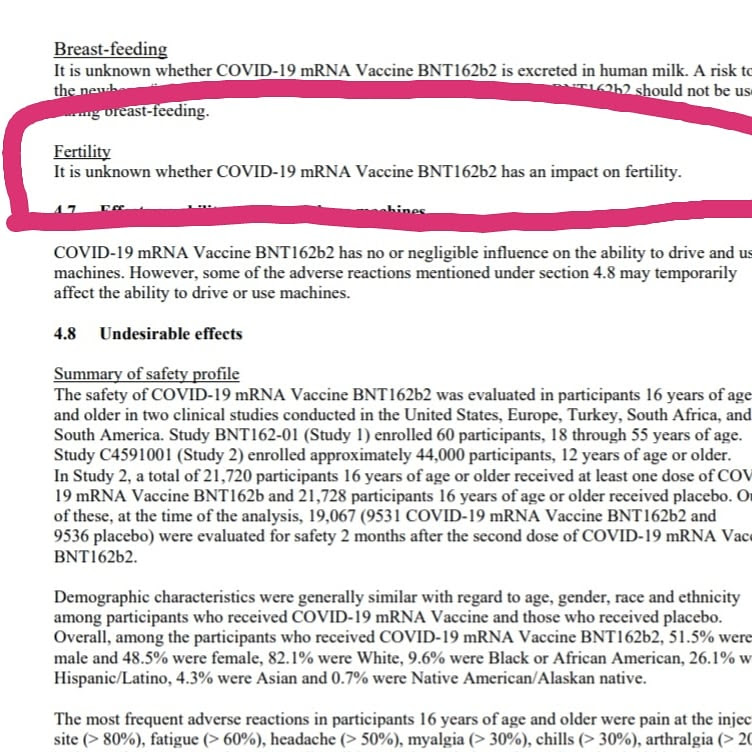 Breast-feeding
It is unknown whether COVID-19 mRNA Vaccine BNT162b2 is excreted in human milk. A risk to
the BNT162b2 should not be
breast-feeding.
Fertility
It is unknown whether COVID-19 mRNA Vaccine BNT162b2 has an impact on fertility.
4.7 machines
COVID-19 mRNA Vaccine BNT162b2 has no or negligible influence on the ability to drive and
machines. However, some of the adverse reactions mentioned under section 4.8 may temporarily
affect the ability to drive or use machines.
4.8 Undesirable effects
Summary of safety profile
The safety of COVID-19 mRNA Vaccine BNT162b2 was evaluated in participants 16 years of age
and older in two clinical studies conducted in the United States, Europe, Turkey, South Africa, and
South America. Study BNT162-01 (Study 1) enrolled 60 participants, 18 through 55 years of age.
Study C4591001 (Study 2) enrolled approximately 44,000 participants, 12 years of age or older.
In Study 2, a total of 21,720 participants 16 years of age or older received at least one dose of
19 mRNA Vaccine BNT162b and 21,728 participants 16 years of age or older received placebo.
of these, at the time of the analysis, 19,067 (9531 COVID-19 mRNA Vaccine BNT162b2 and
9536 placebo) were evaluated for safety 2 months after the second dose of COVID-19 mRNA
BNT162b2.
Demographic characteristics were generally similar with regard to age, gender, race and ethnicity
among participants who received COVID-19 mRNA Vaccine and those who received placebo.
Overall, among the participants who received COVID-19 mRNA Vaccine BNT162b2, 51.5% were
male and 48.5% were female, 82.1% were White, 9.6% were Black or African American, 26.1%
Hispanic/Latino, 4.3% were Asian and 0.7% were Native American/Alaskan native.
The most frequent adverse reactions in participants 16 years of age and older were pain at the
site (> 80%), fatigue (> 60%), headache (> 50%), myalgia (> 30%), chills (> 30%), arthralgia (>